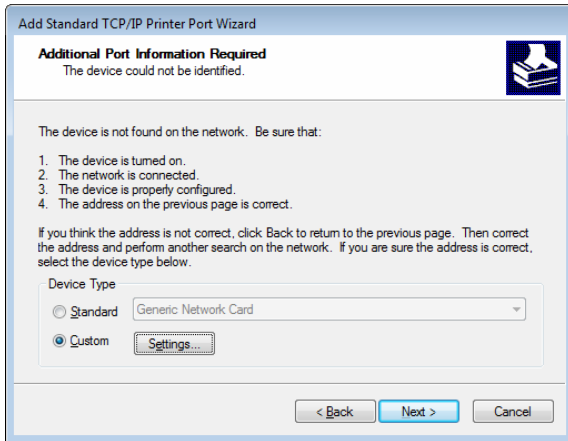 Add Standard TCP/IP Printer Port Wizard
Additional Port Information Required
The device could not be identified.
The device is not found on the network.  Be sure that:
1.  The device is turned on.
2.  The network is connected.
3.  The device is properly configured.
4.  The address on the previous page is correct.
If you think the address is not correct, click Back to return to the previous page.  Then correct
the address and perform another search on the network.  If you are sure the address is correct,
select the device type below.
Device Type
Standard
Generic Network Card
Custom
Settings...
< Back
Next >
Cancel